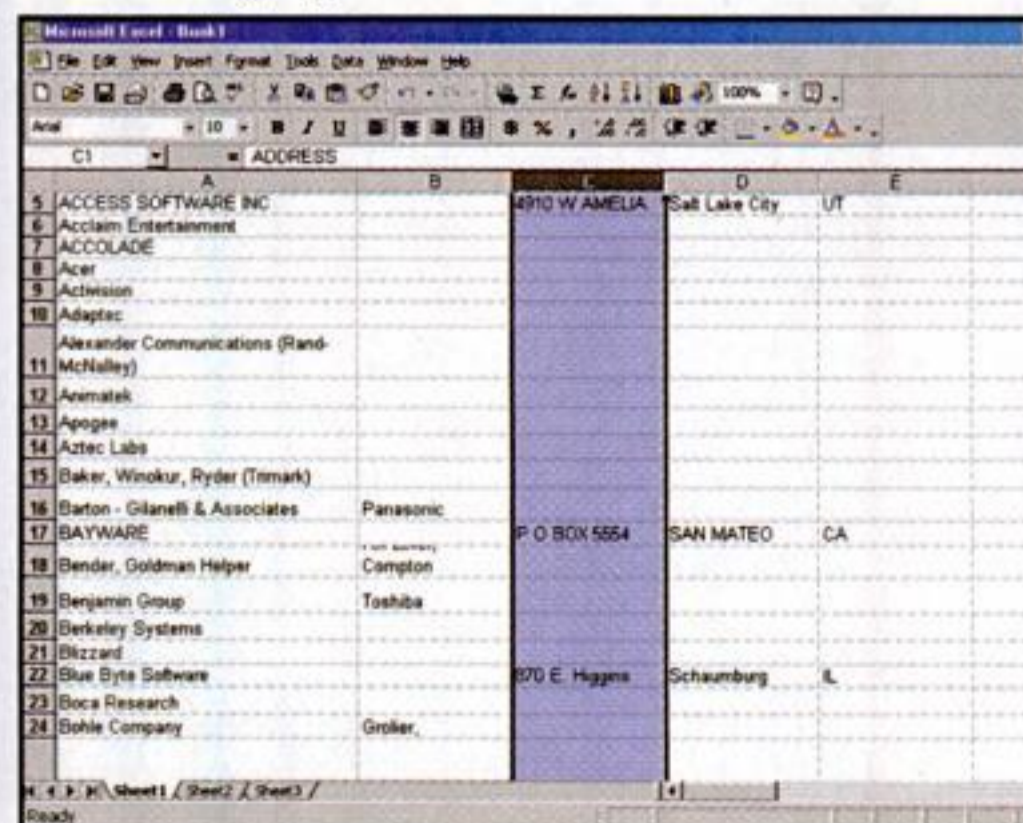 Microsoft Excel - Book1
File Edit View Insert Format Tools Data Window Help
100%
Arial 10 B I U $ % ,
C1 = ADDRESS
A B C D E
5 ACCESS SOFTWARE INC 4910 W AMELIA Salt Lake City UT
6 Acclaim Entertainment
7 ACCOLADE
8 Acer
9 Activision
10 Adaptec
Alexander Communications (Rand-
11 McNalley)
12 Animatek
13 Apogee
14 Aztec Labs
15 Baker, Winokur, Ryder (Trimark)
16 Barton - Gilanelli & Associates Panasonic
17 BAYWARE P O BOX 5554 SAN MATEO CA
18 Bender, Goldman Helper Compton
19 Benjamin Group Toshiba
20 Berkeley Systems
21 Blizzard
22 Blue Byte Software 870 E. Higgins Schaumburg IL
23 Boca Research
24 Bohle Company Grolier,
Sheet1 Sheet2 Sheet3
Ready